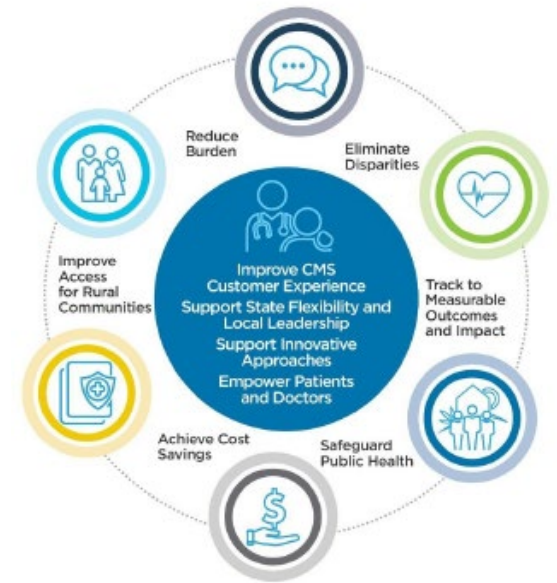 Reduce
Burden
Eliminate
Disparities
Improve
Access
for Rural
Communities
Improve CMS
Customer Experience
Support State Flexibility and
Local Leadership
Support Innovative
Approaches
Empower Patients
and Doctors
Track to
Measurable
Outcomes
and Impact
Achieve Cost
Savings
Safeguard
Public Health
$